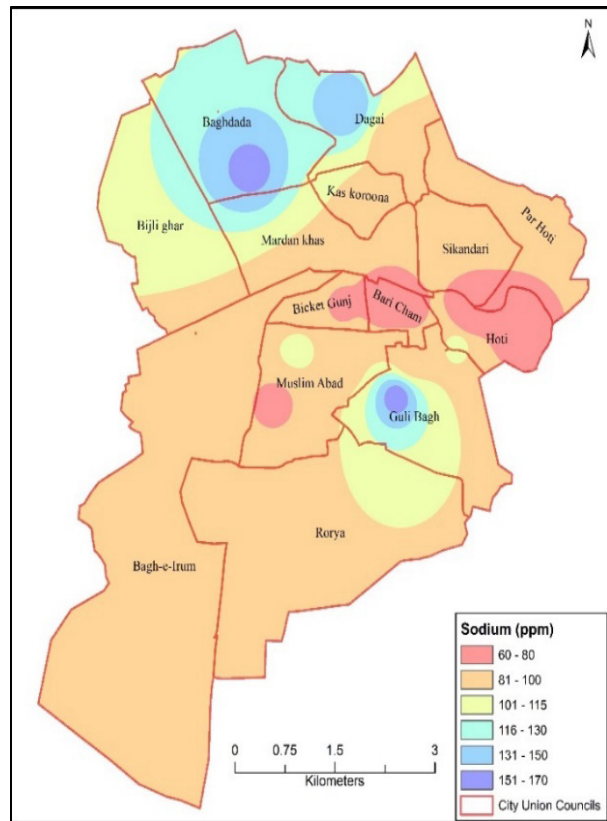 N
Baghdada
Dagai
Kas koroona
Par Hoti
Bijli ghar
Mardan khas
Sikandari
Bicket Gunj
Bari Cham
Hoti
Muslim Abad
Guli Bagh
Rorya
Bagh-e-Irum
Sodium (ppm)
60 - 80
81 - 100
101 - 115
116 - 130
131 - 150
151 - 170
City Union Councils
0 0.75 1.5 3
Kilometers